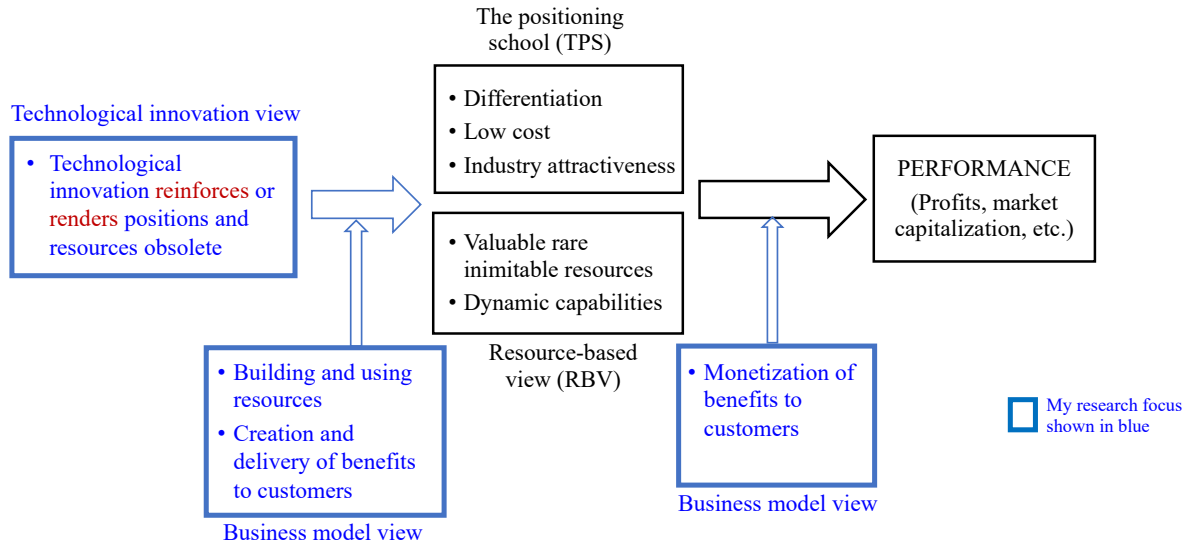 The positioning
school (TPS)
• Differentiation
• Low cost
• Industry attractiveness
Technological innovation view
• Technological
innovation reinforces or
renders positions and
resources obsolete
• Valuable rare
inimitable resources
• Dynamic capabilities
Resource-based
view (RBV)
PERFORMANCE
(Profits, market
capitalization, etc.)
• Building and using
resources
• Creation and
delivery of benefits
to customers
Business model view
• Monetization of
benefits to
customers
Business model view
My research focus
shown in blue